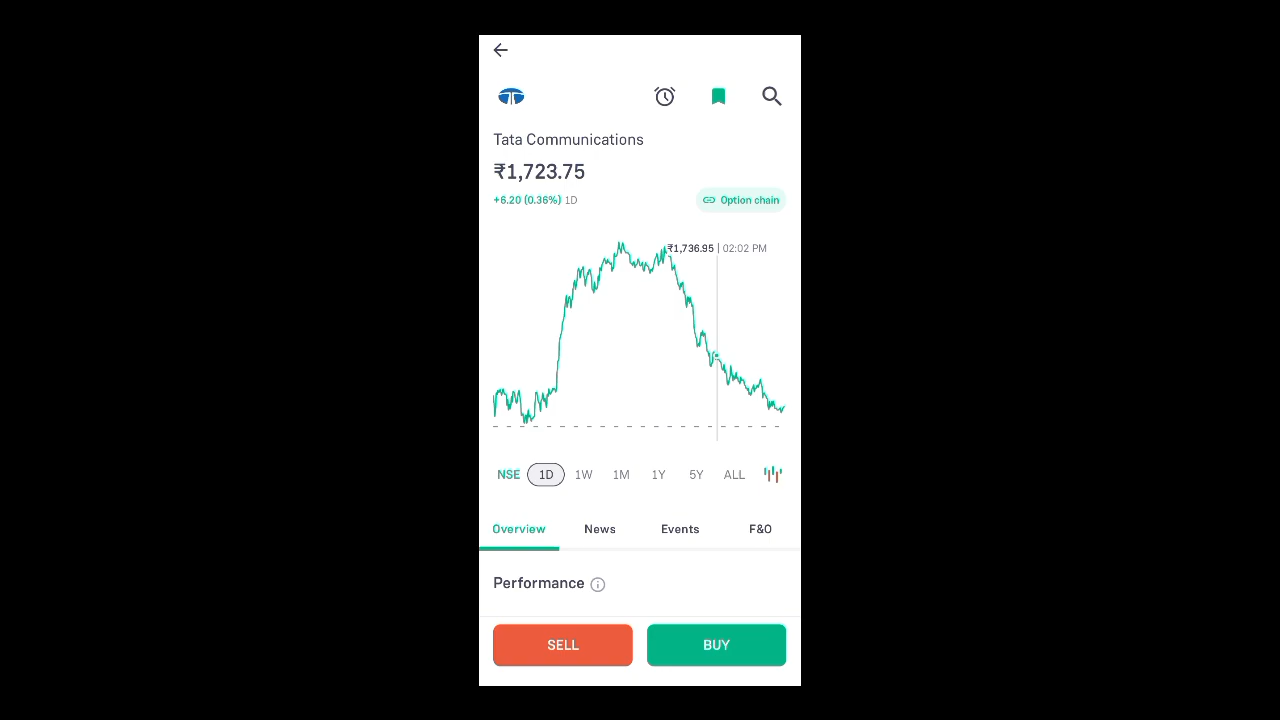 Tata Communications
₹1,723.75
+6.20 (0.36%) 1D
Option chain
₹1,736.95 | 02:02 PM
NSE 1D 1W 1M 1Y 5Y ALL
Overview News Events F&O
Performance
SELL BUY